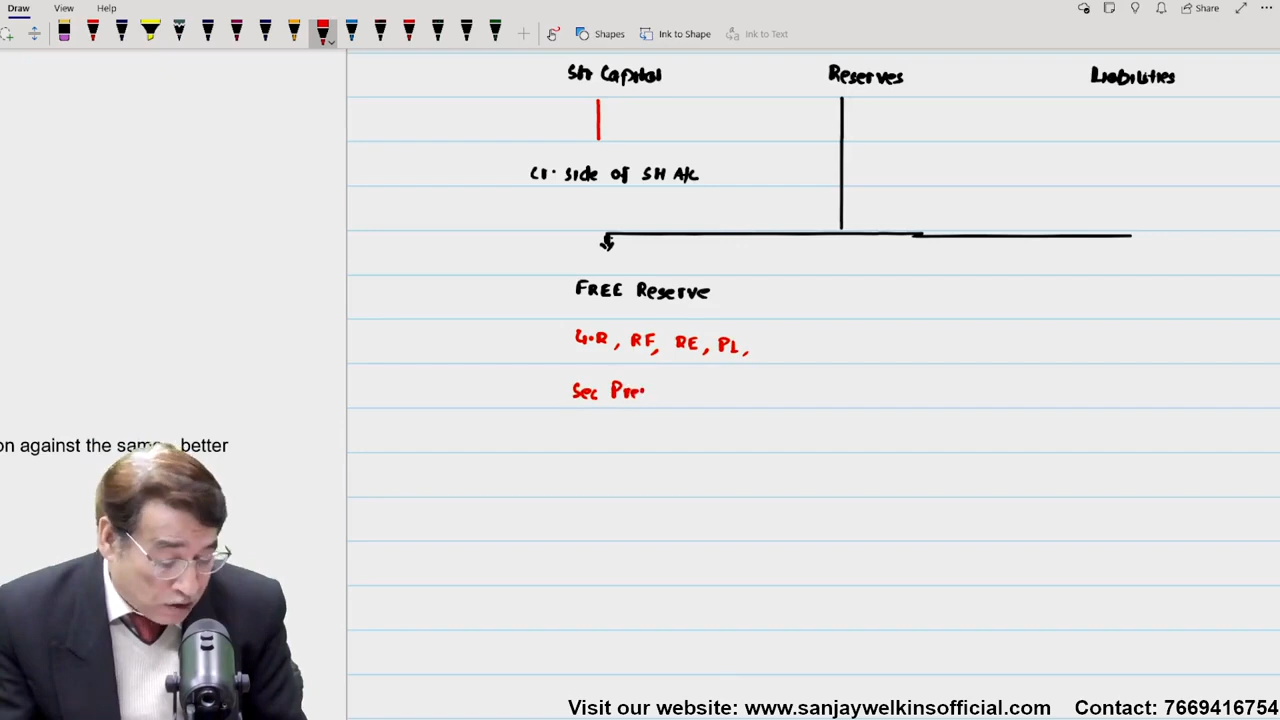 Draw View Help
Share
Shapes Ink to Shape Ink to Text
Sh Capital Reserves Liabilities
Cr. side of SH A/C
FREE Reserve
G.R, RF, RE, PL,
Sec Pre.
on against the same better
Visit our website: www.sanjaywelkinsofficial.com Contact: 7669416754